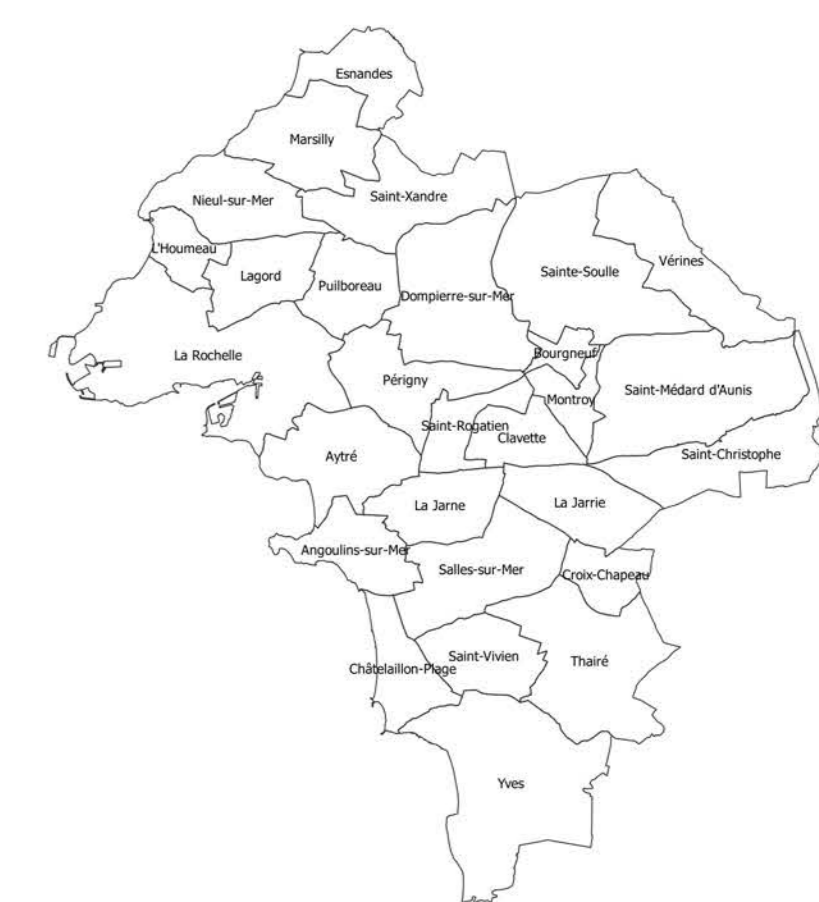 Esnandes
Marsilly
Saint-Xandre
Nieul-sur-Mer
L'Houmeau
Lagord
Puilboreau
Dompierre-sur-Mer
Sainte-Soulle
Vérines
La Rochelle
Bourgneuf
Périgny
Montroy
Saint-Médard d'Aunis
Saint-Rogatien
Clavette
Aytré
Saint-Christophe
La Jarne
La Jarrie
Angoulins-sur-Mer
Salles-sur-Mer
Croix-Chapeau
Châtelaillon-Plage
Saint-Vivien
Thairé
Yves